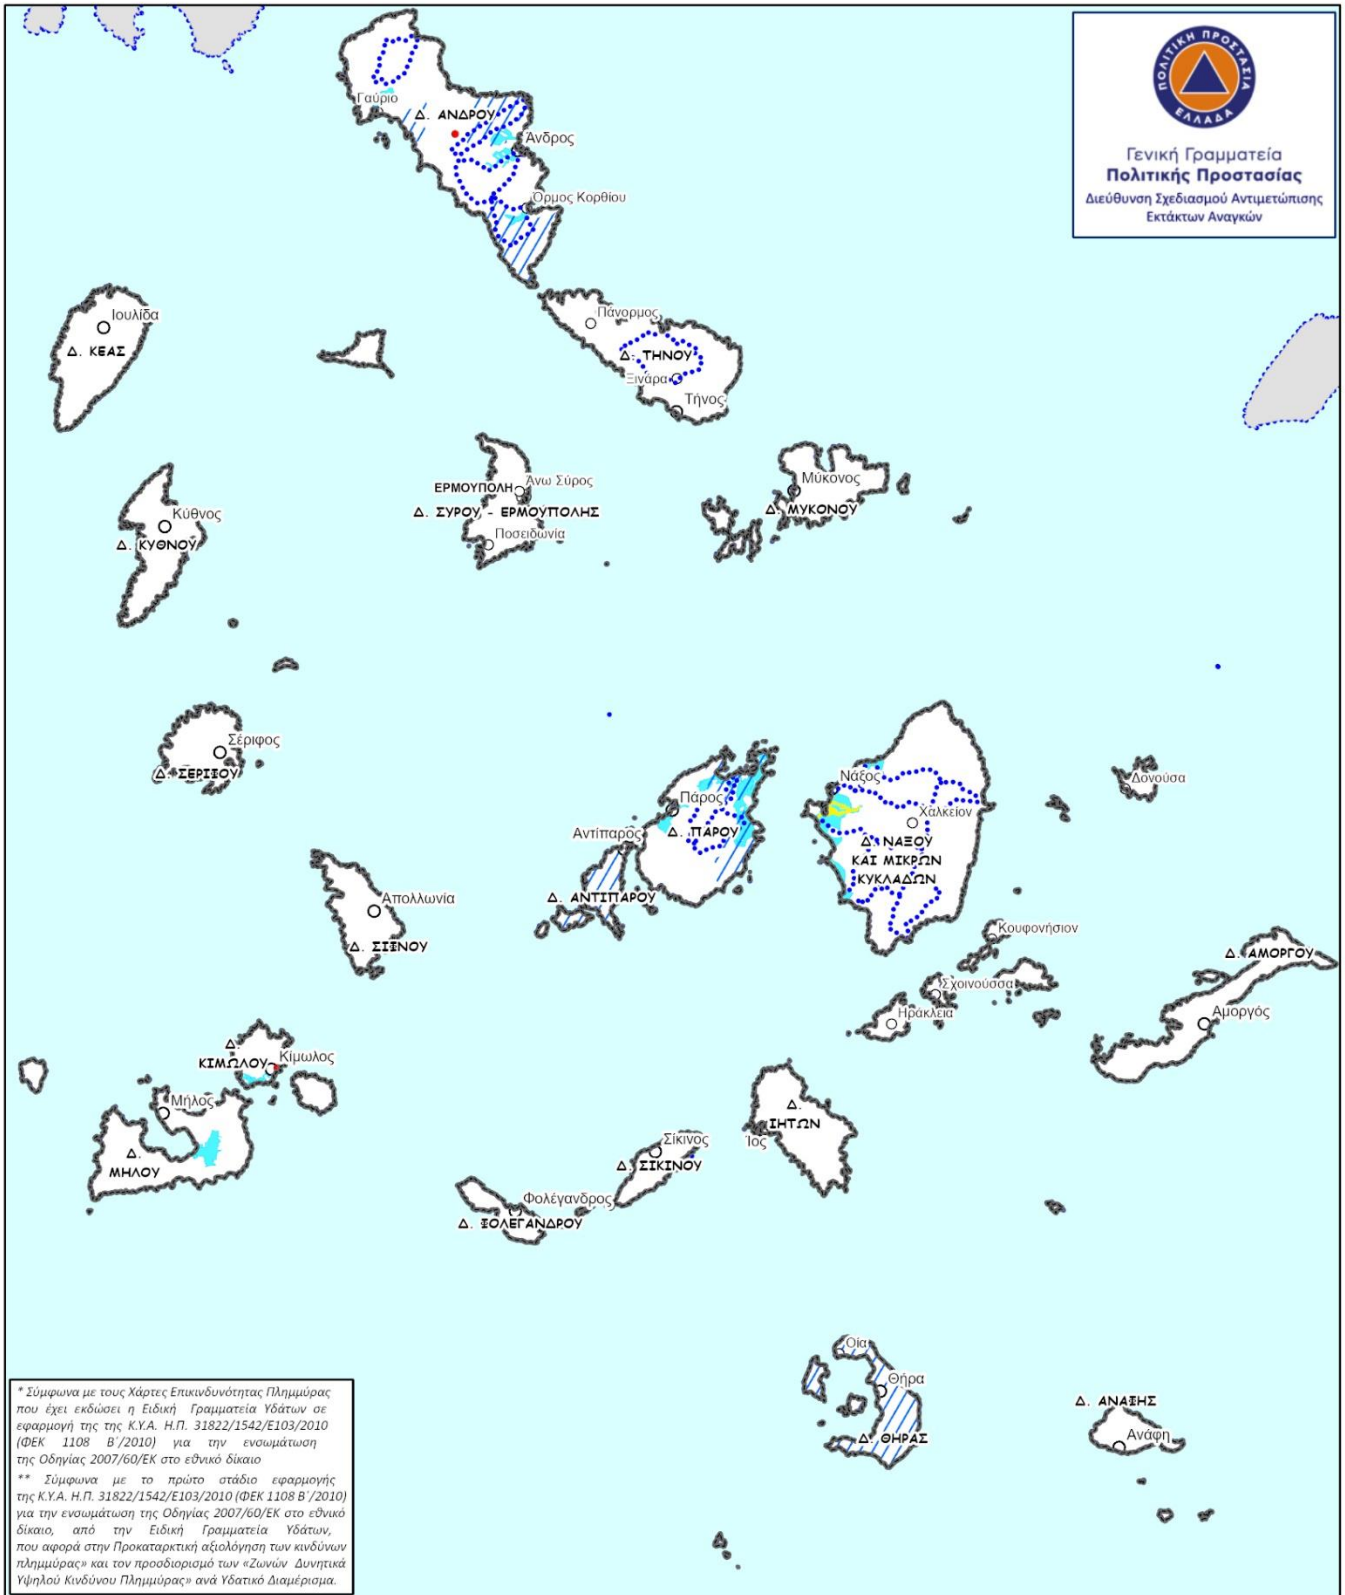 ΠΟΛΙΤΙΚΗ ΠΡΟΣΤΑΣΙΑ
ΕΛΛΑΔΑ
Γενική Γραμματεία
Πολιτικής Προστασίας
Διεύθυνση Σχεδιασμού Αντιμετώπισης
Εκτάκτων Αναγκών
Γαύριο
Δ. ΑΝΔΡΟΥ
Άνδρος
Όρμος Κορθίου
Ιουλίδα
Δ. ΚΕΑΣ
Πάνορμος
Δ. ΤΗΝΟΥ
Ξινάρα
Τήνος
Άνω Σύρος
ΕΡΜΟΥΠΟΛΗ
Δ. ΣΥΡΟΥ - ΕΡΜΟΥΠΟΛΗΣ
Ποσειδωνία
Μύκονος
Δ. ΜΥΚΟΝΟΥ
Κύθνος
Δ. ΚΥΘΝΟΥ
Σέριφος
Δ. ΣΕΡΙΦΟΥ
Πάρος
Δ. ΠΑΡΟΥ
Αντίπαρος
Δ. ΑΝΤΙΠΑΡΟΥ
Νάξος
Χαλκείον
Δ. ΝΑΞΟΥ
ΚΑΙ ΜΙΚΡΩΝ
ΚΥΚΛΑΔΩΝ
Δονούσα
Απολλωνία
Δ. ΣΙΦΝΟΥ
Κουφονήσιον
Σχοινούσσα
Ηράκλεια
Δ. ΑΜΟΡΓΟΥ
Αμοργός
Δ.
ΚΙΜΩΛΟΥ
Κίμωλος
Μήλος
Δ.
ΜΗΛΟΥ
Δ.
ΙΗΤΩΝ
Ίος
Σίκινος
Δ. ΣΙΚΙΝΟΥ
Φολέγανδρος
Δ. ΦΟΛΕΓΑΝΔΡΟΥ
Οία
Θήρα
Δ. ΘΗΡΑΣ
Δ. ΑΝΑΦΗΣ
Ανάφη
* Σύμφωνα με τους Χάρτες Επικινδυνότητας Πλημμύρας
που έχει εκδώσει η Ειδική Γραμματεία Υδάτων σε
εφαρμογή της της Κ.Υ.Α. Η.Π. 31822/1542/Ε103/2010
(ΦΕΚ 1108 Β΄/2010) για την ενσωμάτωση
της Οδηγίας 2007/60/ΕΚ στο εθνικό δίκαιο
** Σύμφωνα με το πρώτο στάδιο εφαρμογής
της Κ.Υ.Α. Η.Π. 31822/1542/Ε103/2010 (ΦΕΚ 1108 Β΄/2010)
για την ενσωμάτωση της Οδηγίας 2007/60/ΕΚ στο εθνικό
δίκαιο, από την Ειδική Γραμματεία Υδάτων,
που αφορά στην Προκαταρκτική αξιολόγηση των κινδύνων
πλημμύρας» και τον προσδιορισμό των «Ζωνών Δυνητικά
Υψηλού Κινδύνου Πλημμύρας» ανά Υδατικό Διαμέρισμα.